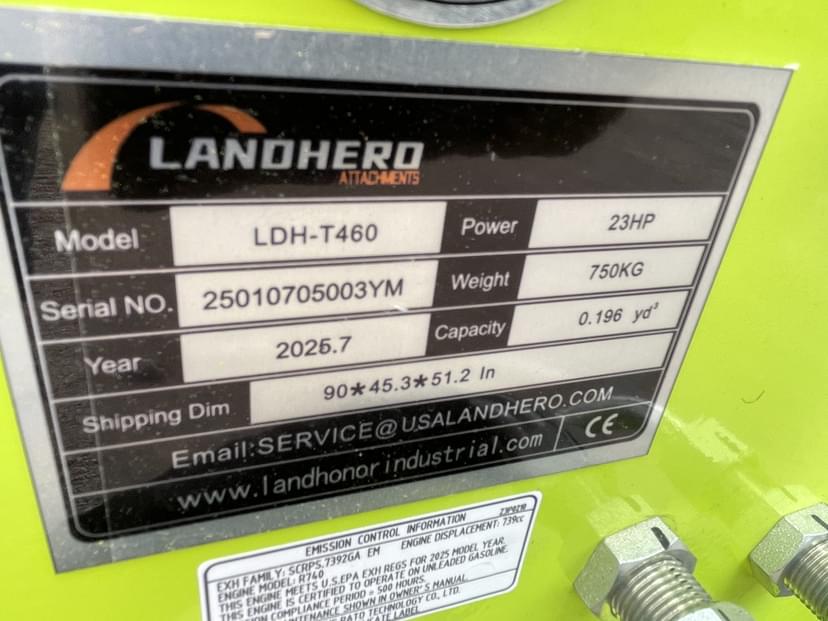 LANDHERO
ATTACHMENTS
Model LDH-T460 Power 23HP
Serial NO. 25010705003YM Weight 750KG
Year 2025.7 Capacity 0.196 yd³
Shipping Dim 90*45.3*51.2 In
Email:SERVICE@USALANDHERO.COM
www.landhonorindustrial.com CE
EMISSION CONTROL INFORMATION 23P0210
EXH FAMILY: SCRPS.7392GA EM ENGINE DISPLACEMENT: 739cc
ENGINE MODEL: R740
THIS ENGINE MEETS U.S.EPA EXH REGS FOR 2025 MODEL YEAR.
THIS ENGINE IS CERTIFIED TO OPERATE ON UNLEADED GASOLINE.
COMPLIANCE PERIOD = 500 HOURS.
MAINTENANCE SHOWN IN OWNER'S MANUAL.
RATO TECHNOLOGY CO., LTD.
LABEL